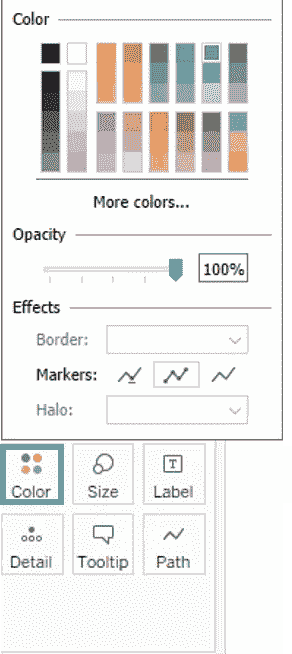 Color
More colors...
Opacity
100%
Effects
Border:
Markers:
Halo:
Color Size T Label
Detail Tooltip Path